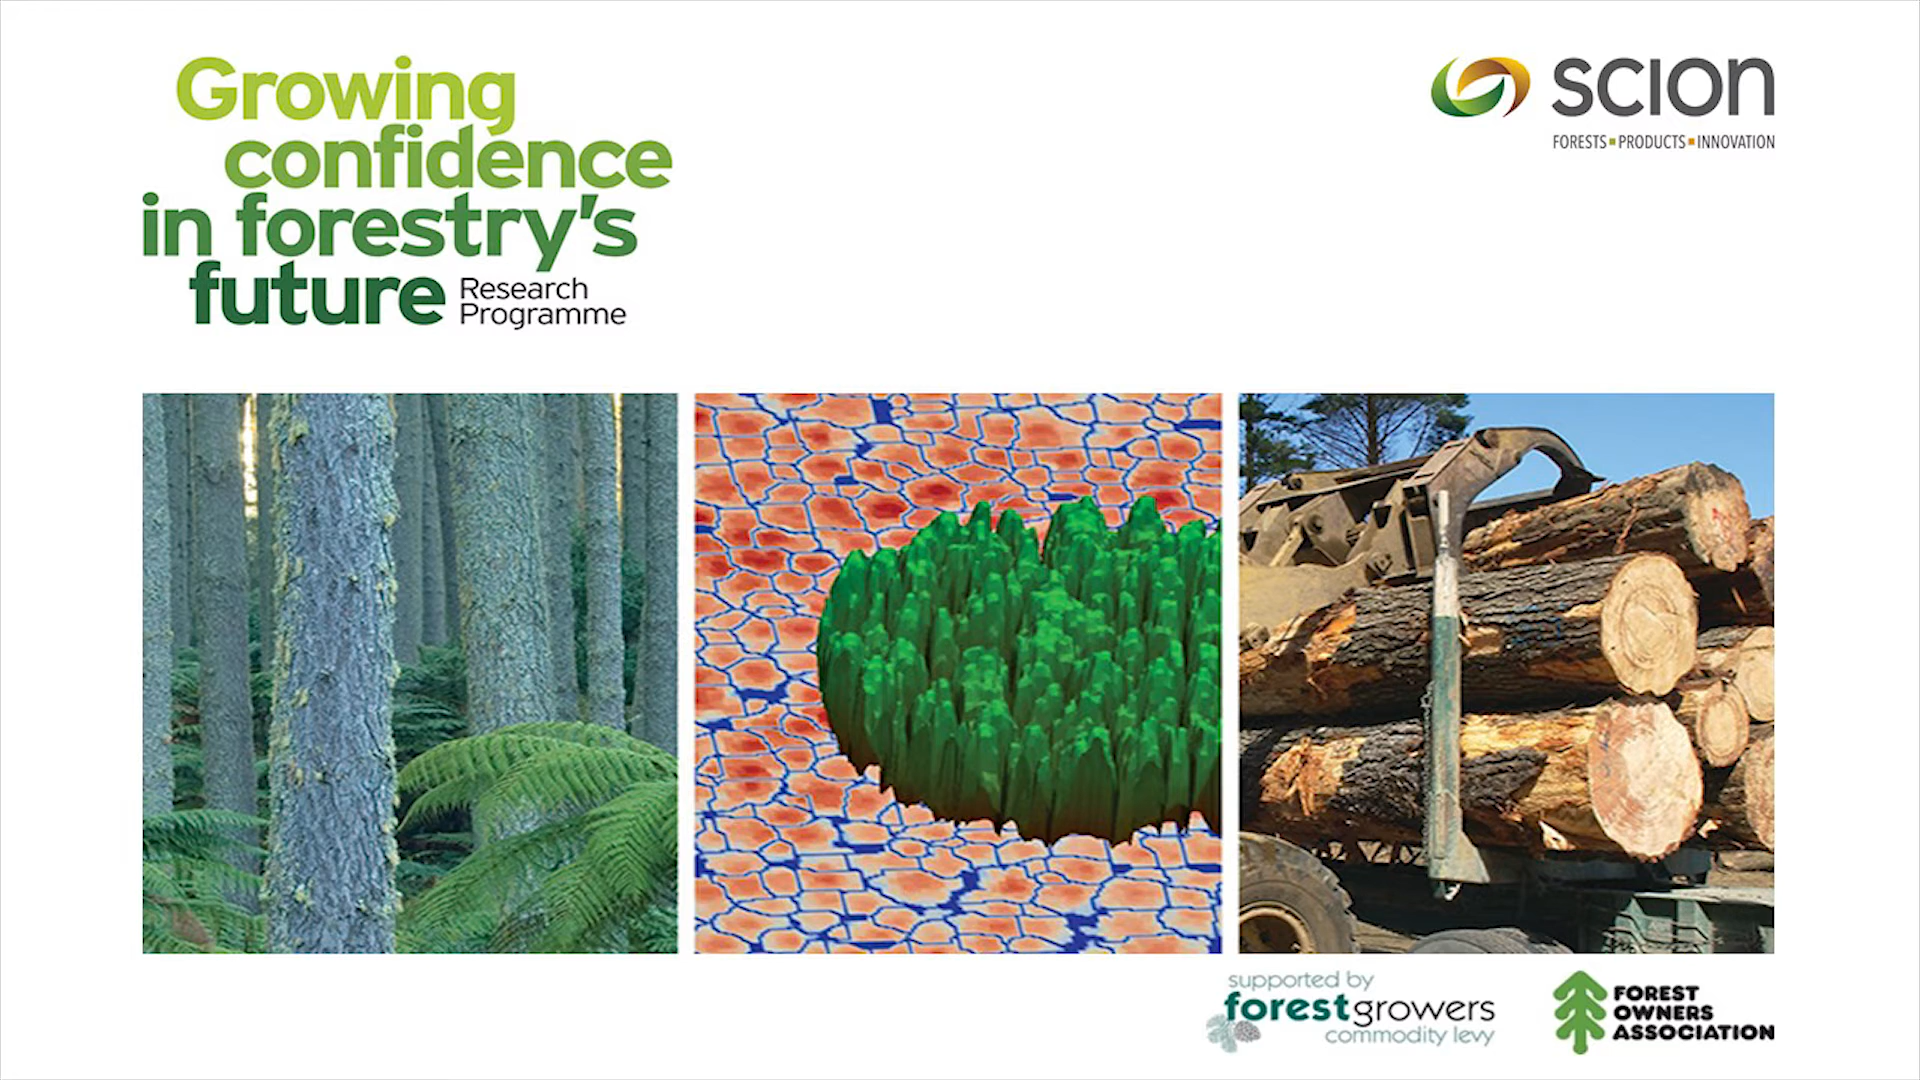 Growing
confidence
in forestry's
future
Research
Programme
SCION
FORESTS▪PRODUCTS▪INNOVATION
supported by
forestgrowers
commodity levy
FOREST
OWNERS
ASSOCIATION